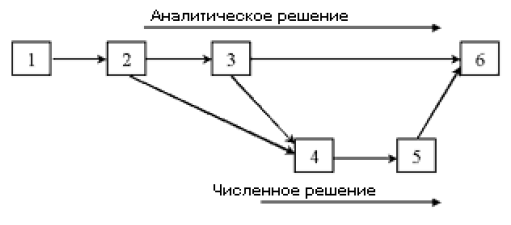 Аналитическое решение
1 2 3 6
4 5
Численное решение